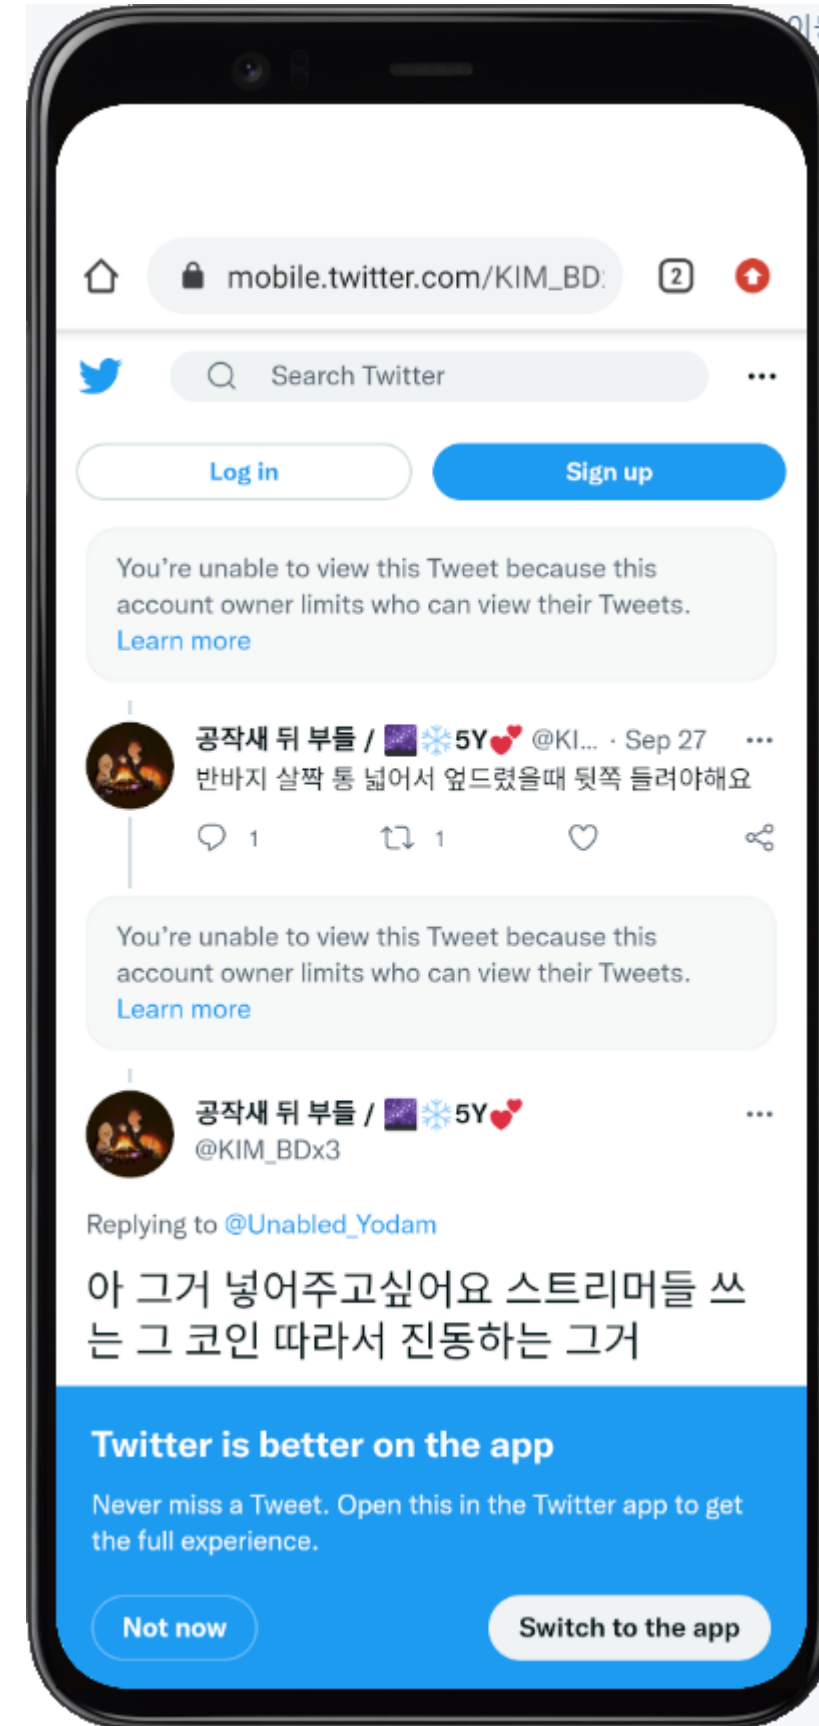 mobile.twitter.com/KIM_BD
2
Search Twitter
Log in
Sign up
You're unable to view this Tweet because this
account owner limits who can view their Tweets.
Learn more
공작새 뒤 부들 / 🌌❄️5Y💕 @KI... · Sep 27
반바지 살짝 통 넓어서 엎드렸을때 뒷쪽 들려야해요
1
1
You're unable to view this Tweet because this
account owner limits who can view their Tweets.
Learn more
공작새 뒤 부들 / 🌌❄️5Y💕
@KIM_BDx3
Replying to @Unabled_Yodam
아 그거 넣어주고싶어요 스트리머들 쓰
는 그 코인 따라서 진동하는 그거
Twitter is better on the app
Never miss a Tweet. Open this in the Twitter app to get
the full experience.
Not now
Switch to the app